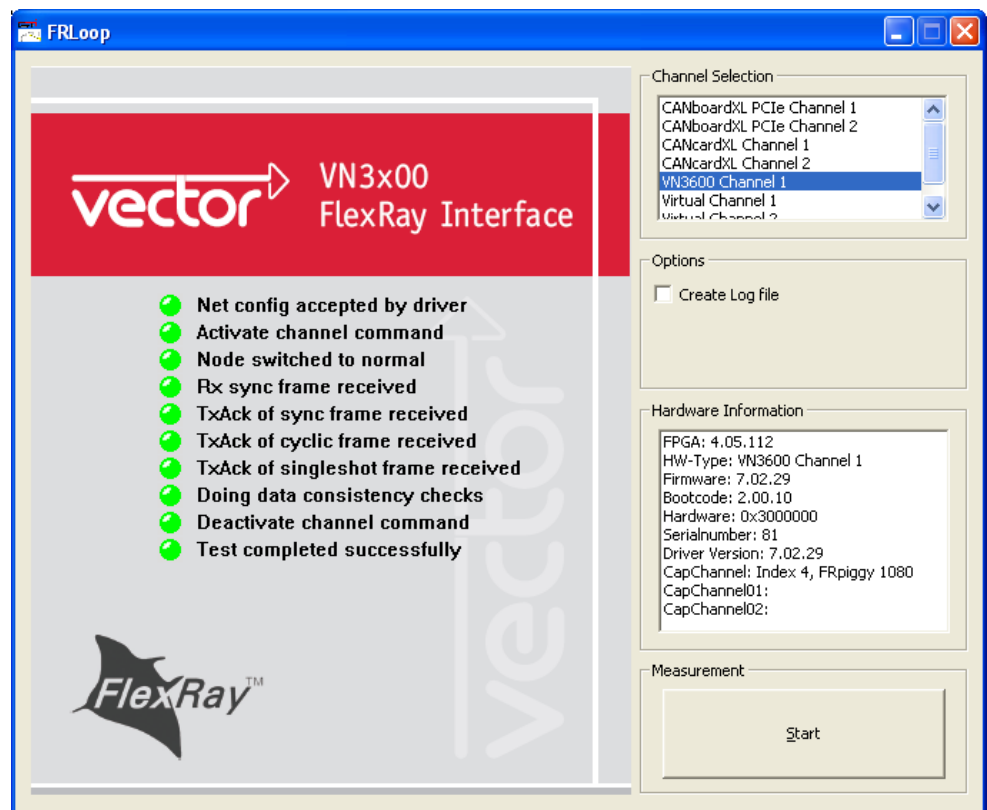 FRLoop
vector
VN3x00
FlexRay Interface
Net config accepted by driver
Activate channel command
Node switched to normal
Rx sync frame received
TxAck of sync frame received
TxAck of cyclic frame received
TxAck of singleshot frame received
Doing data consistency checks
Deactivate channel command
Test completed successfully
vector
FlexRay™
Channel Selection
CANboardXL PCIe Channel 1
CANboardXL PCIe Channel 2
CANcardXL Channel 1
CANcardXL Channel 2
VN3600 Channel 1
Virtual Channel 1
Virtual Channel 2
Options
Create Log file
Hardware Information
FPGA: 4.05.112
HW-Type: VN3600 Channel 1
Firmware: 7.02.29
Bootcode: 2.00.10
Hardware: 0x3000000
Serialnumber: 81
Driver Version: 7.02.29
CapChannel: Index 4, FRpiggy 1080
CapChannel01:
CapChannel02:
Measurement
Start